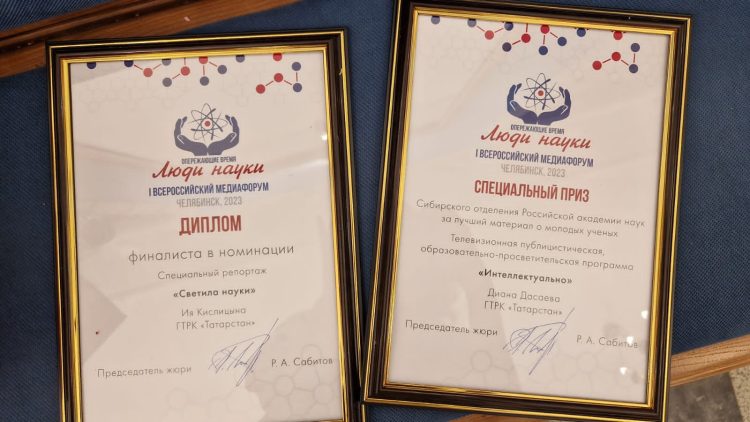 ОПЕРЕЖАЮЩИЕ ВРЕМЯ
Люди науки
I ВСЕРОССИЙСКИЙ МЕДИАФОРУМ
ЧЕЛЯБИНСК, 2023
ДИПЛОМ
финалиста в номинации
Специальный репортаж
«Светила науки»
Ия Кислицына
ГТРК «Татарстан»
Председатель жюри Р. А. Сабитов
ОПЕРЕЖАЮЩИЕ ВРЕМЯ
Люди науки
I ВСЕРОССИЙСКИЙ МЕДИАФОРУМ
ЧЕЛЯБИНСК, 2023
СПЕЦИАЛЬНЫЙ ПРИЗ
Сибирского отделения Российской академии наук
за лучший материал о молодых ученых
Телевизионная публицистическая,
образовательно-просветительская программа
«Интеллектуально»
Диана Дасаева
ГТРК «Татарстан»
Председатель жюри Р. А. Сабитов